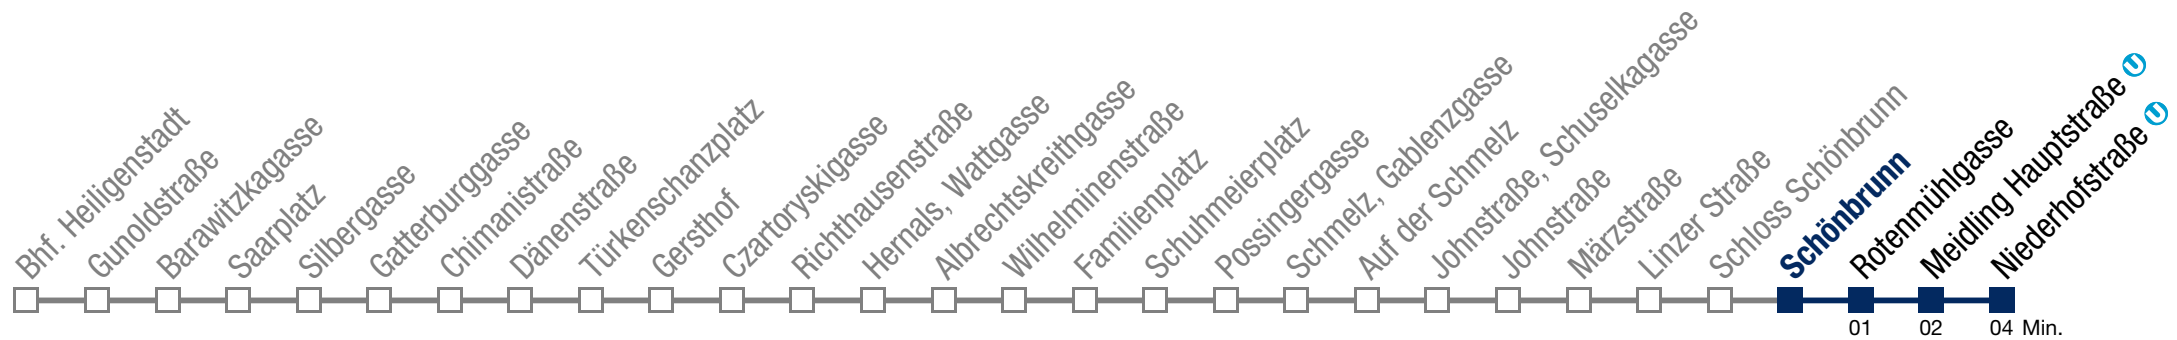 Bhf. Heiligenstadt
Gunoldstraße
Barawitzkagasse
Saarplatz
Silbergasse
Gatterburggasse
Chimanistraße
Dänenstraße
Türkenschanzplatz
Gersthof
Czartoryskigasse
Richthausenstraße
Hernals, Wattgasse
Albrechtskreithgasse
Wilhelminenstraße
Familienplatz
Schuhmeierplatz
Possingergasse
Schmelz, Gablenzgasse
Auf der Schmelz
Johnstraße, Schuselkagasse
Johnstraße
Märzstraße
Linzer Straße
Schloss Schönbrunn
Schönbrunn
Rotenmühlgasse
Meidling Hauptstraße U
Niederhofstraße U
01 02 04 Min.